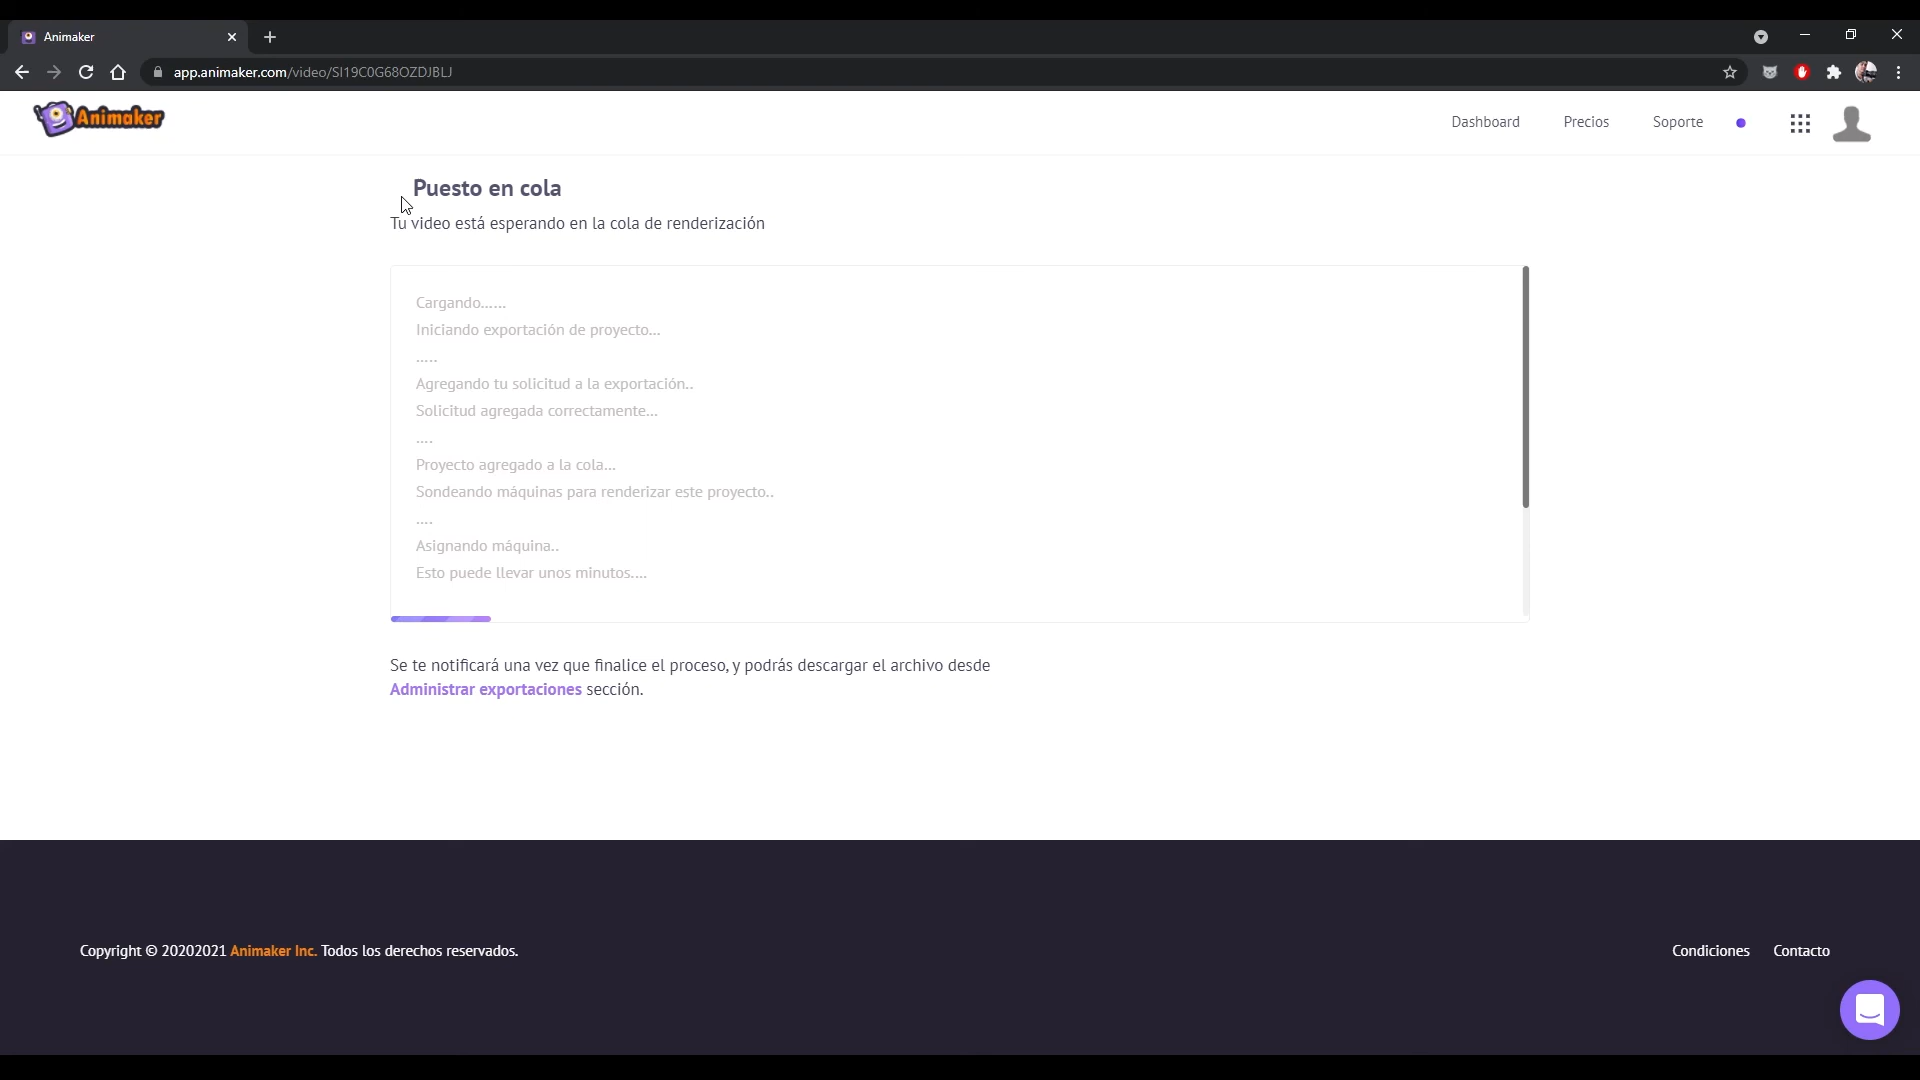 Animaker
app.animaker.com/video/SI19C0G68OZDJBLJ
Animaker
Dashboard
Precios
Soporte
Puesto en cola
Tu video está esperando en la cola de renderización
Cargando......
Iniciando exportación de proyecto...
.....
Agregando tu solicitud a la exportación..
Solicitud agregada correctamente...
....
Proyecto agregado a la cola...
Sondeando máquinas para renderizar este proyecto..
....
Asignando máquina..
Esto puede llevar unos minutos....
Se te notificará una vez que finalice el proceso, y podrás descargar el archivo desde
Administrar exportaciones sección.
Copyright © 20202021 Animaker Inc. Todos los derechos reservados.
Condiciones
Contacto